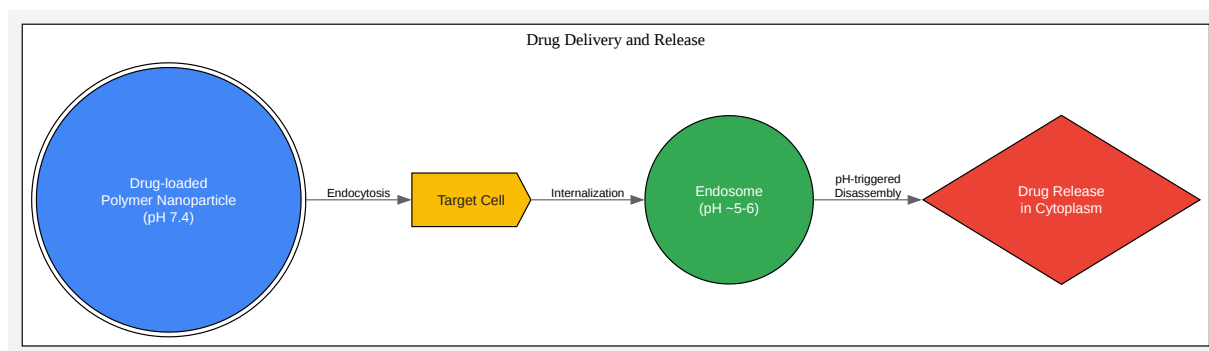 Drug Delivery and Release
Drug-loaded
Polymer Nanoparticle
(pH 7.4)
Endocytosis
Target Cell
Internalization
Endosome
(pH ~5-6)
pH-triggered
Disassembly
Drug Release
in Cytoplasm